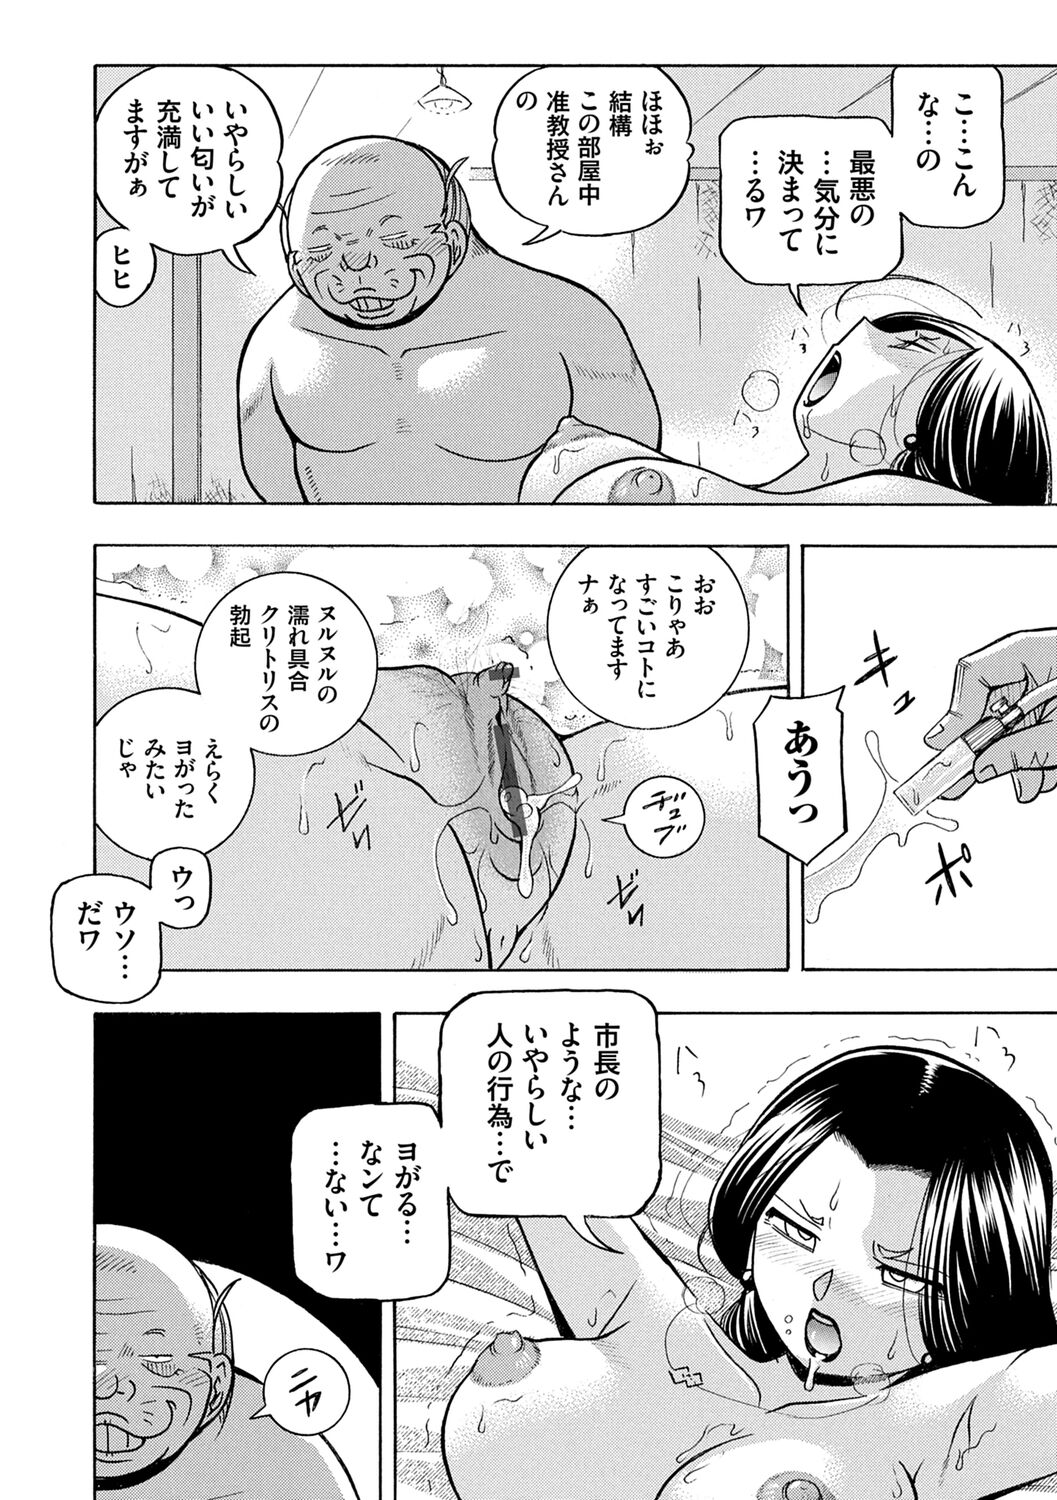 こ…こん
な…の
最悪の
…気分に
決まって
…るワ
ほほぉ
結構
この部屋中
准教授さん
の
いやらしい
いい匂いが
充満して
ますがぁ
ヒヒ
キュッ
あうっ
ポ
おお
こりゃあ
すごいコトに
なってます
ナぁ
ヂュブ
ビッ
ヌルヌルの
濡れ具合
クリトリスの
勃起
えらく
ヨがった
みたい
じゃ
ウっ
ウソ…
だワ
市長の
ような…
いやらしい
人の行為…で
ヨがる…
なンて
…ない…ワ
ニヤ